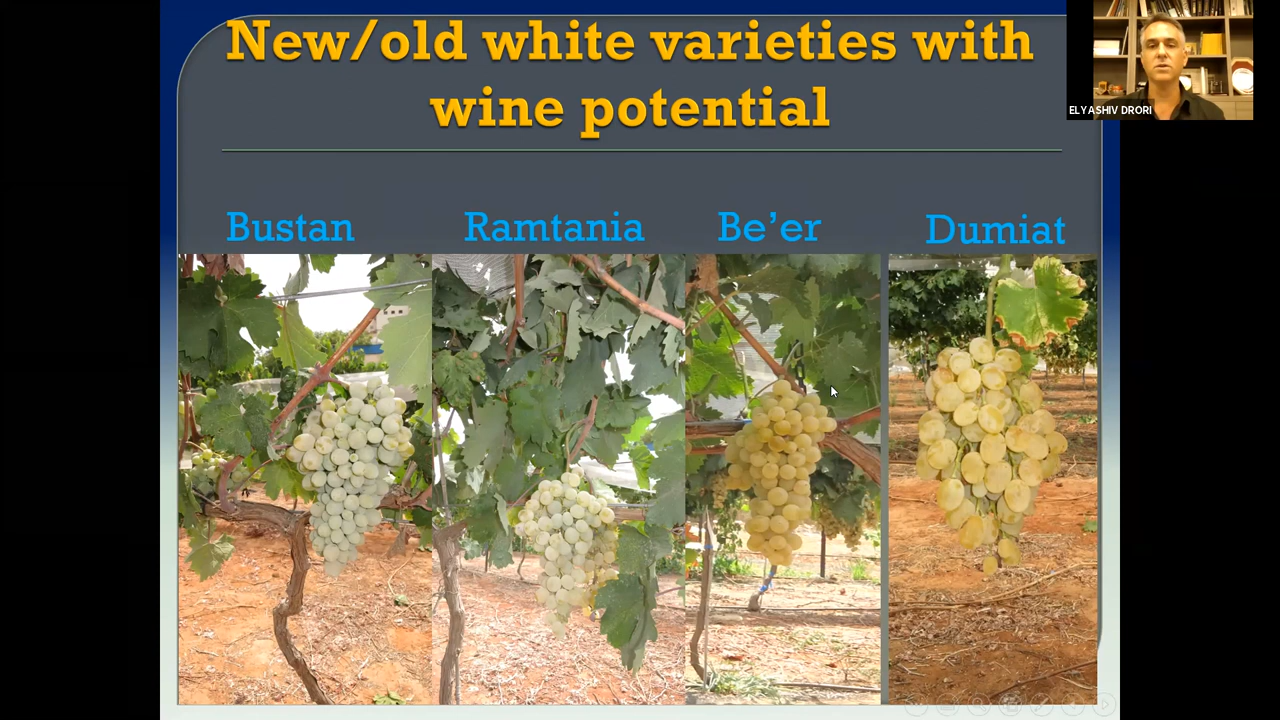 New/old white varieties with
wine potential
ELYASHIV DRORI
Bustan
Ramtania
Be’er
Dumiat